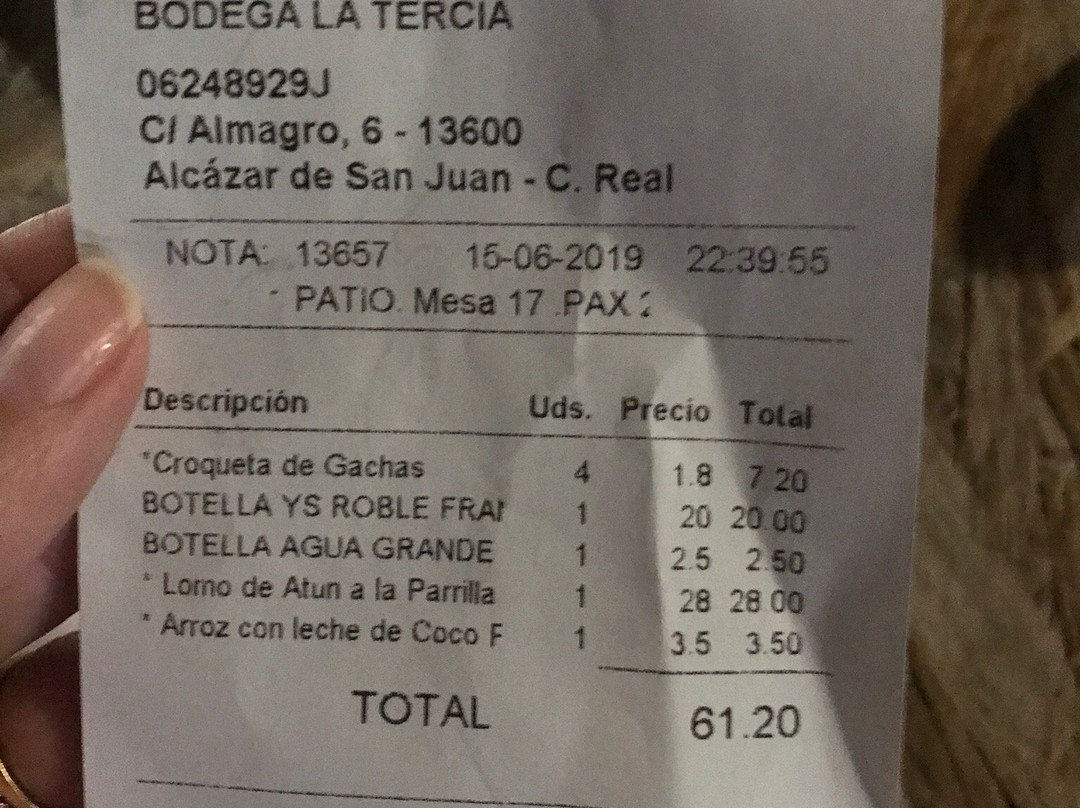 BODEGA LA TERCIA
06248929J
C/ Almagro, 6 - 13600
Alcázar de San Juan - C. Real
NOTA: 13657 15-06-2019 22:39:55
PATIO. Mesa 17 .PAX
Descripción Uds. Precio Total
*Croqueta de Gachas 4 1.8 7.20
BOTELLA YS ROBLE FRAN 1 20 20.00
BOTELLA AGUA GRANDE 1 2.5 2.50
* Lomo de Atun a la Parrilla 1 28 28.00
* Arroz con leche de Coco F 1 3.5 3.50
TOTAL 61.20